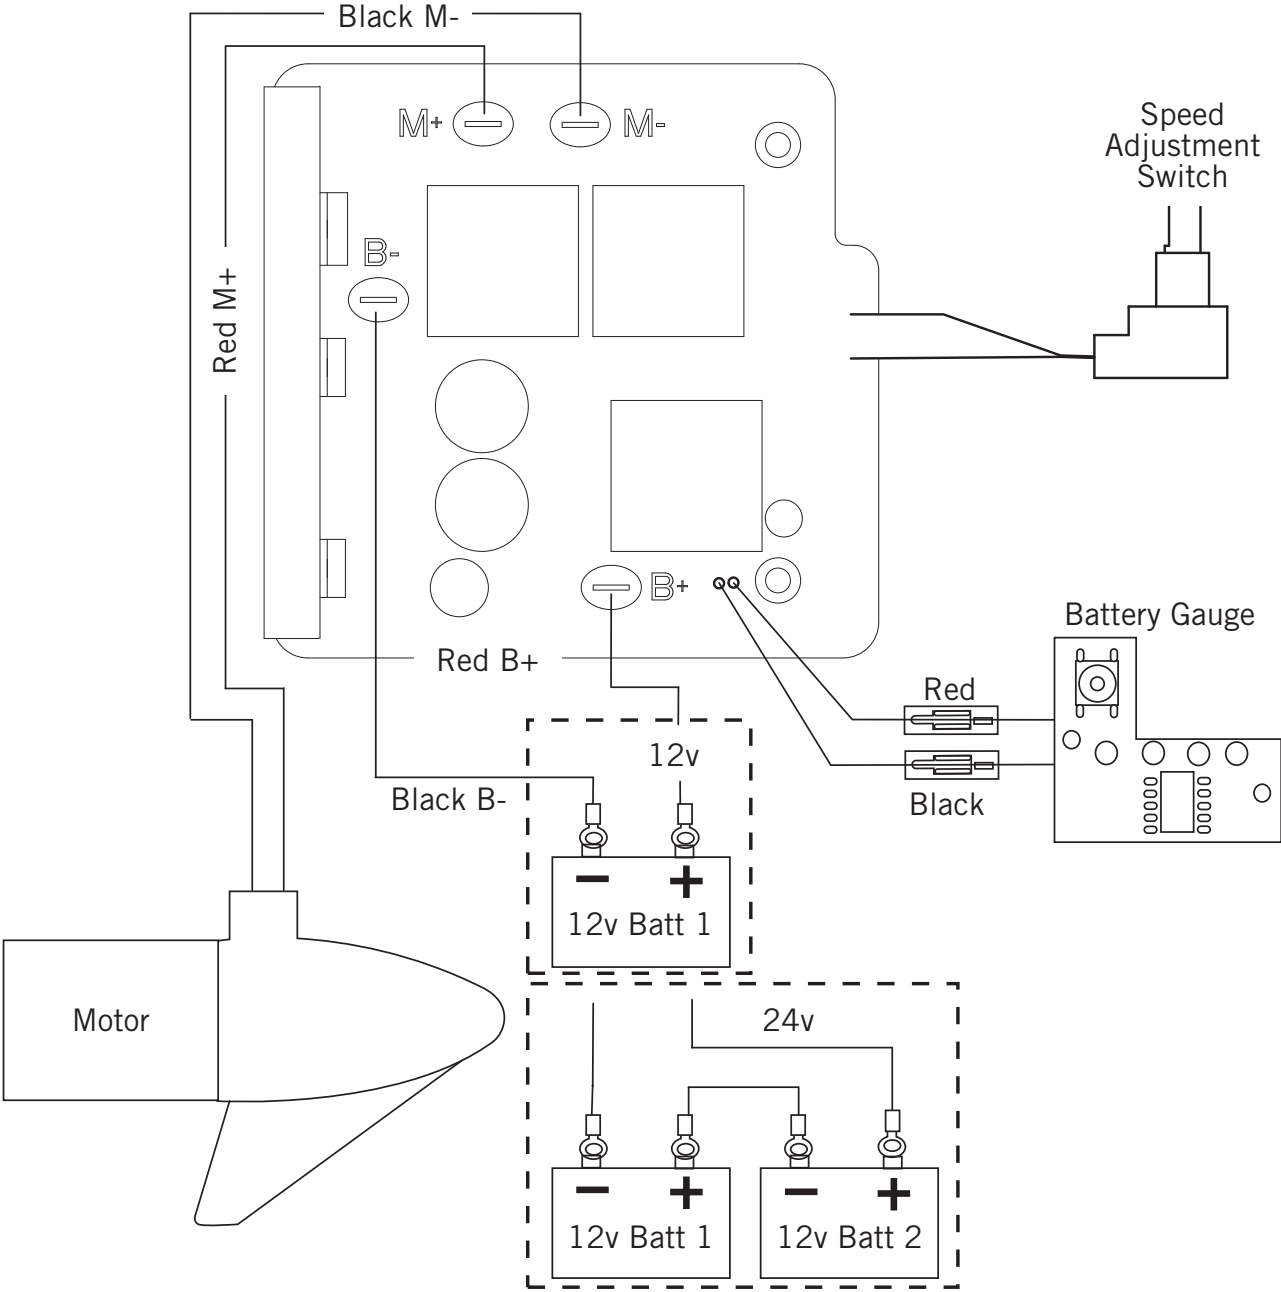 Black M-
M+
M-
Speed
Adjustment
Switch
B-
Red M+
B+
Battery Gauge
Red B+
Red
12v
Black B-
Black
- +
12v Batt 1
Motor
24v
- + - +
12v Batt 1
12v Batt 2